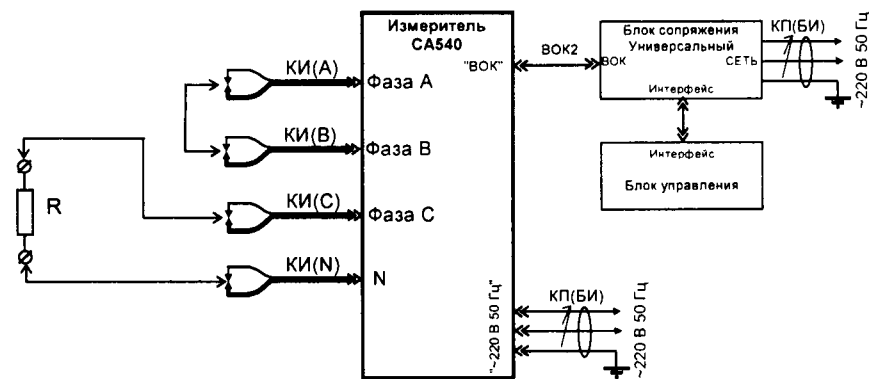 Измеритель
СА540
КИ(А)
Фаза А
КИ(В)
Фаза В
КИ(С)
Фаза С
КИ(N)
N
R
"ВОК"
ВОК2
Блок сопряжения
Универсальный
ВОК
СЕТЬ
Интерфейс
КП(БИ)
~220 В 50 Гц
Интерфейс
Блок управления
"~220 В 50 Гц"
КП(БИ)
~220 В 50 Гц